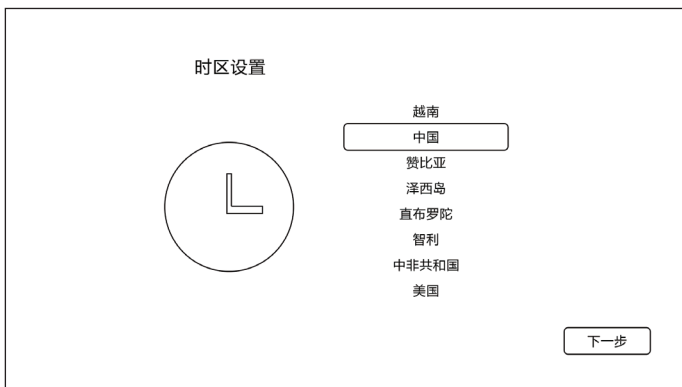 时区设置
越南
中国
赞比亚
泽西岛
直布罗陀
智利
中非共和国
美国
下一步